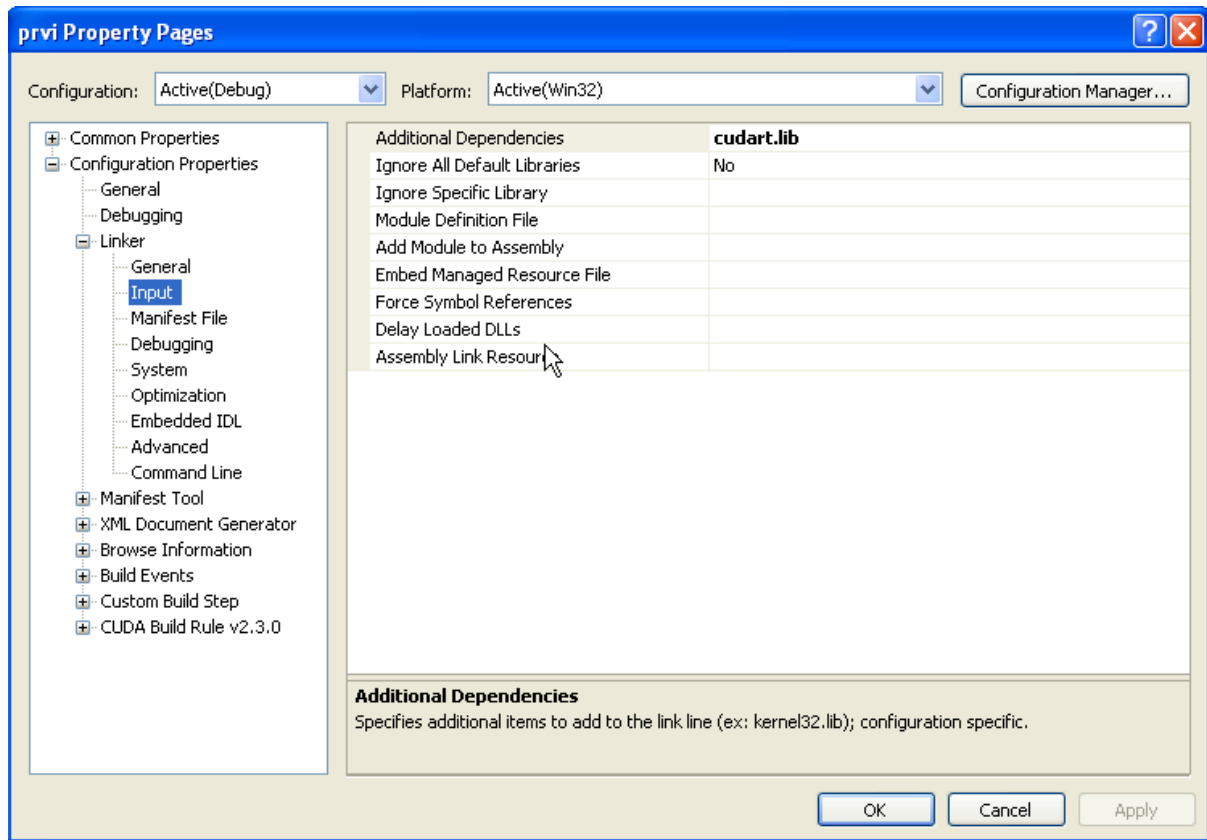 prvi Property Pages
Configuration: Active(Debug) Platform: Active(Win32) Configuration Manager...
Common Properties
Configuration Properties
General
Debugging
Linker
General
Input
Manifest File
Debugging
System
Optimization
Embedded IDL
Advanced
Command Line
Manifest Tool
XML Document Generator
Browse Information
Build Events
Custom Build Step
CUDA Build Rule v2.3.0
Additional Dependencies cudart.lib
Ignore All Default Libraries No
Ignore Specific Library
Module Definition File
Add Module to Assembly
Embed Managed Resource File
Force Symbol References
Delay Loaded DLLs
Assembly Link Resource
Additional Dependencies
Specifies additional items to add to the link line (ex: kernel32.lib); configuration specific.
OK Cancel Apply